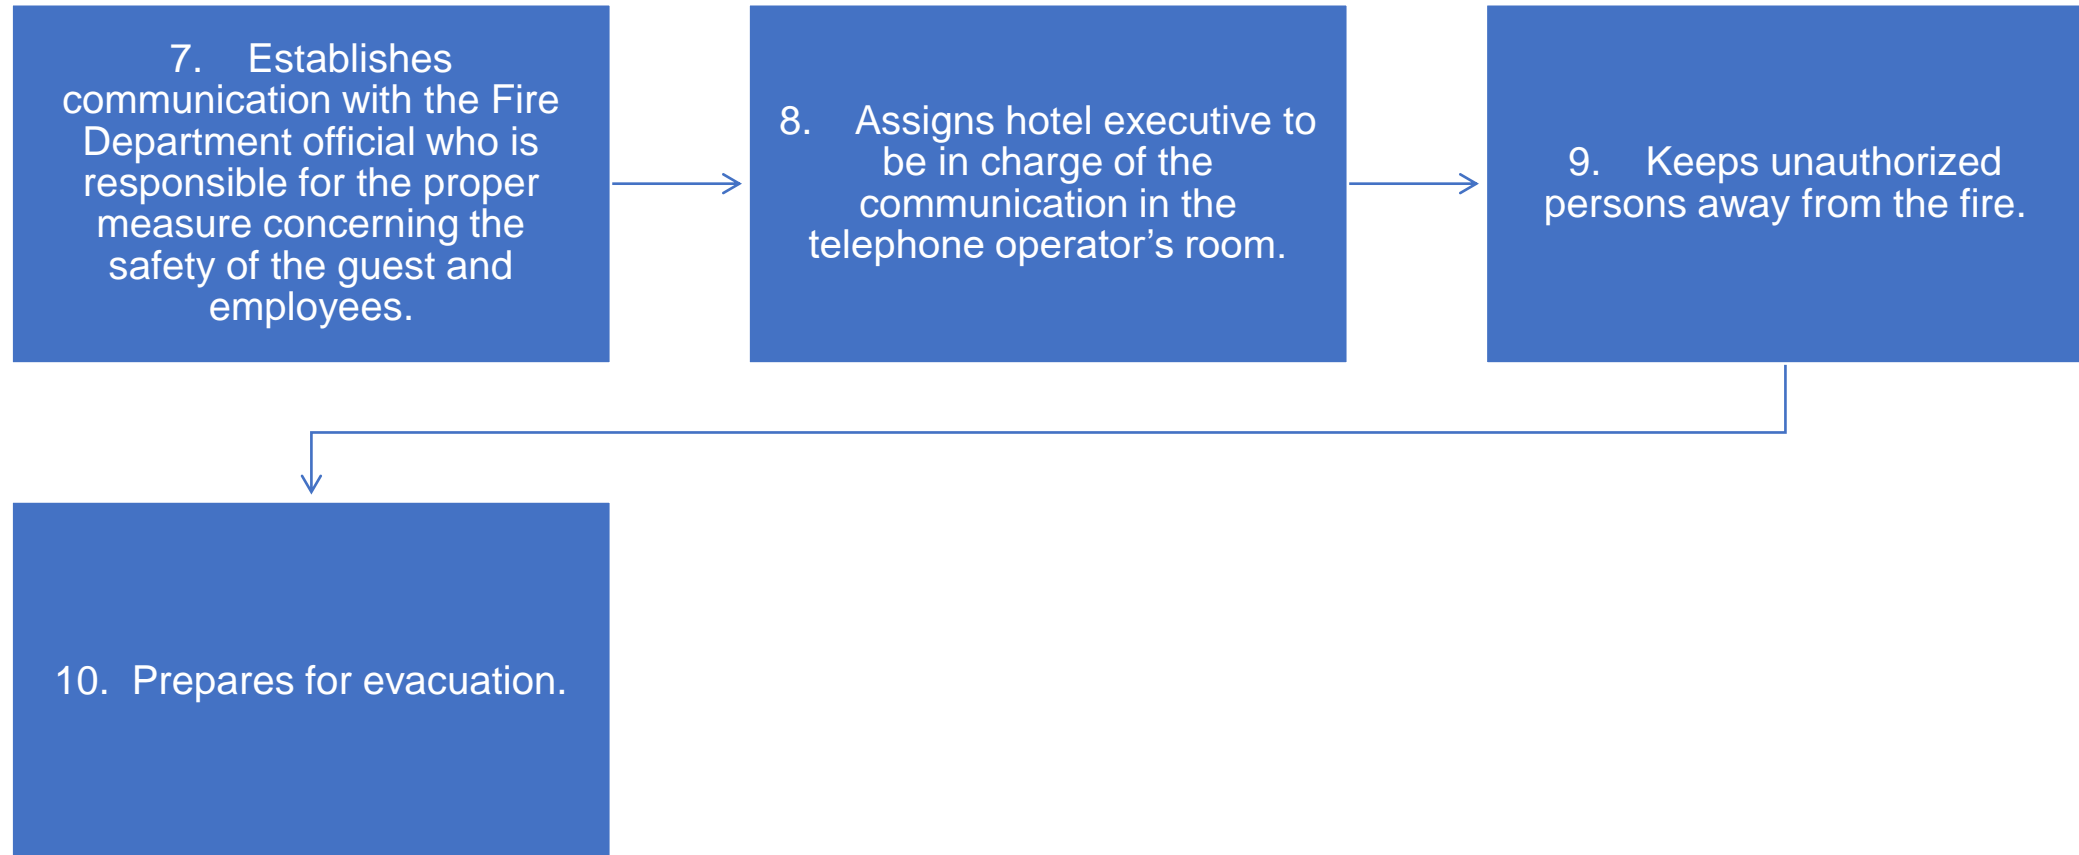 7. Establishes
communication with the Fire
Department official who is
responsible for the proper
measure concerning the
safety of the guest and
employees.
8. Assigns hotel executive to
be in charge of the
communication in the
telephone operator’s room.
9. Keeps unauthorized
persons away from the fire.
10. Prepares for evacuation.